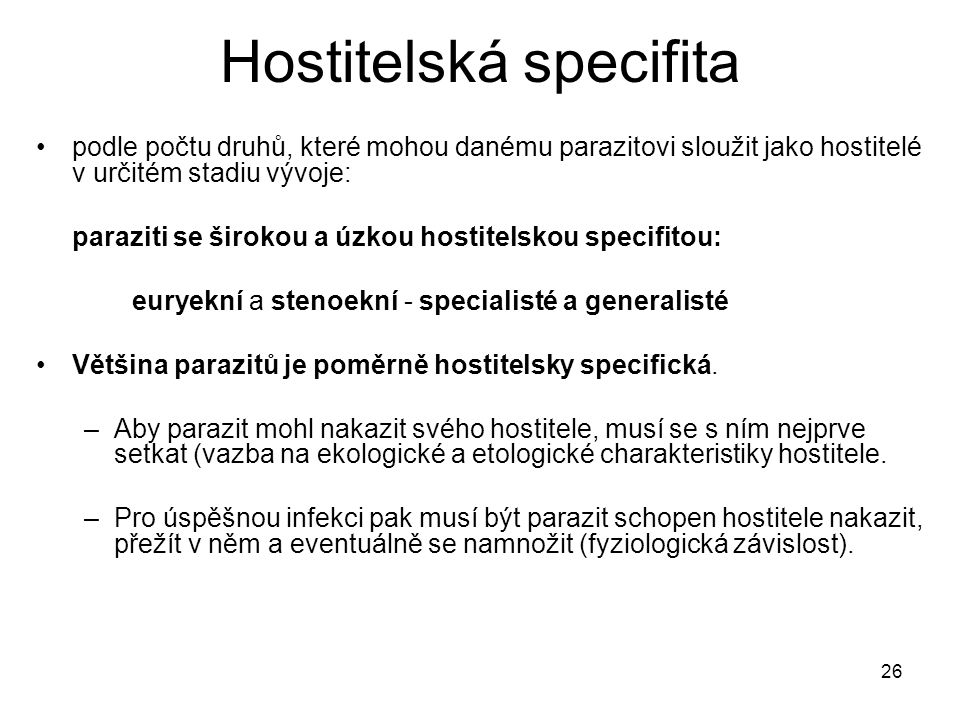 Hostitelská specifita
• podle počtu druhů, které mohou danému parazitovi sloužit jako hostitelé
v určitém stadiu vývoje:
paraziti se širokou a úzkou hostitelskou specifitou:
euryekní a stenoekní - specialisté a generalisté
• Většina parazitů je poměrně hostitelsky specifická.
– Aby parazit mohl nakazit svého hostitele, musí se s ním nejprve
setkat (vazba na ekologické a etologické charakteristiky hostitele.
– Pro úspěšnou infekci pak musí být parazit schopen hostitele nakazit,
přežít v něm a eventuálně se namnožit (fyziologická závislost).
26